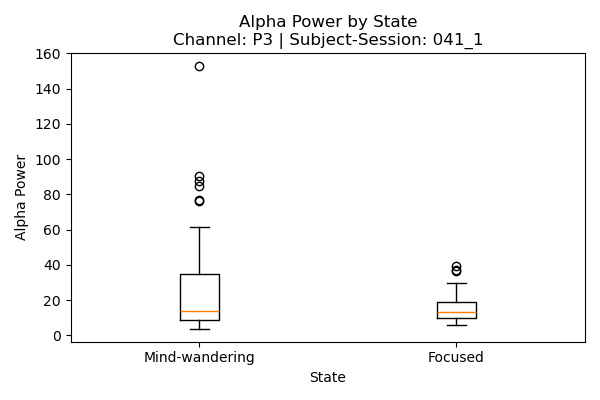 Alpha Power by State
Channel: P3 | Subject-Session: 041_1
160
140
120
100
80
60
40
20
0
Alpha Power
Mind-wandering
Focused
State